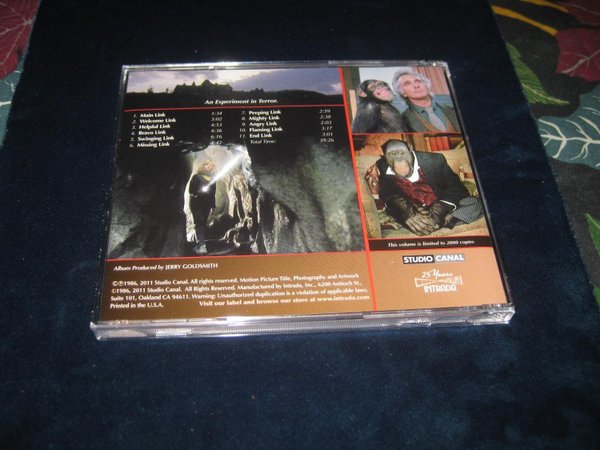 An Experiment in Terror.
1. Main Link 1:34
2. Welcome Link 3:02
3. Helpful Link 4:53
4. Bravo Link 4:36
5. Swinging Link 6:16
6. Missing Link 4:42
7. Peeping Link 2:59
8. Mighty Link 2:38
9. Angry Link 2:03
10. Flaming Link 3:17
11. End Link 3:01
Total Time: 39:26
This volume is limited to 2000 copies
Album Produced by JERRY GOLDSMITH
©℗1986, 2011 Studio Canal. All rights reserved. Motion Picture Title, Photography and Artwork
©1986, 2011 Studio Canal. All Rights Reserved. Manufactured by Intrada, Inc., 6200 Antioch St.,
Suite 101, Oakland CA 94611. Warning: Unauthorized duplication is a violation of applicable laws.
Printed in the U.S.A. Visit our label and browse our store at www.intrada.com
STUDIO CANAL
25 Years
INTRADA